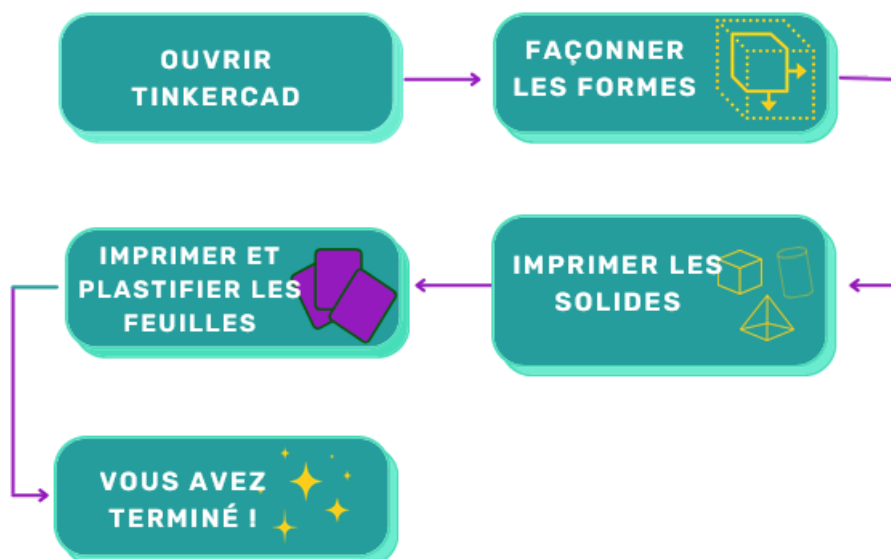 OUVRIR
TINKERCAD
FAÇONNER
LES FORMES
IMPRIMER LES
SOLIDES
IMPRIMER ET
PLASTIFIER LES
FEUILLES
VOUS AVEZ
TERMINÉ !